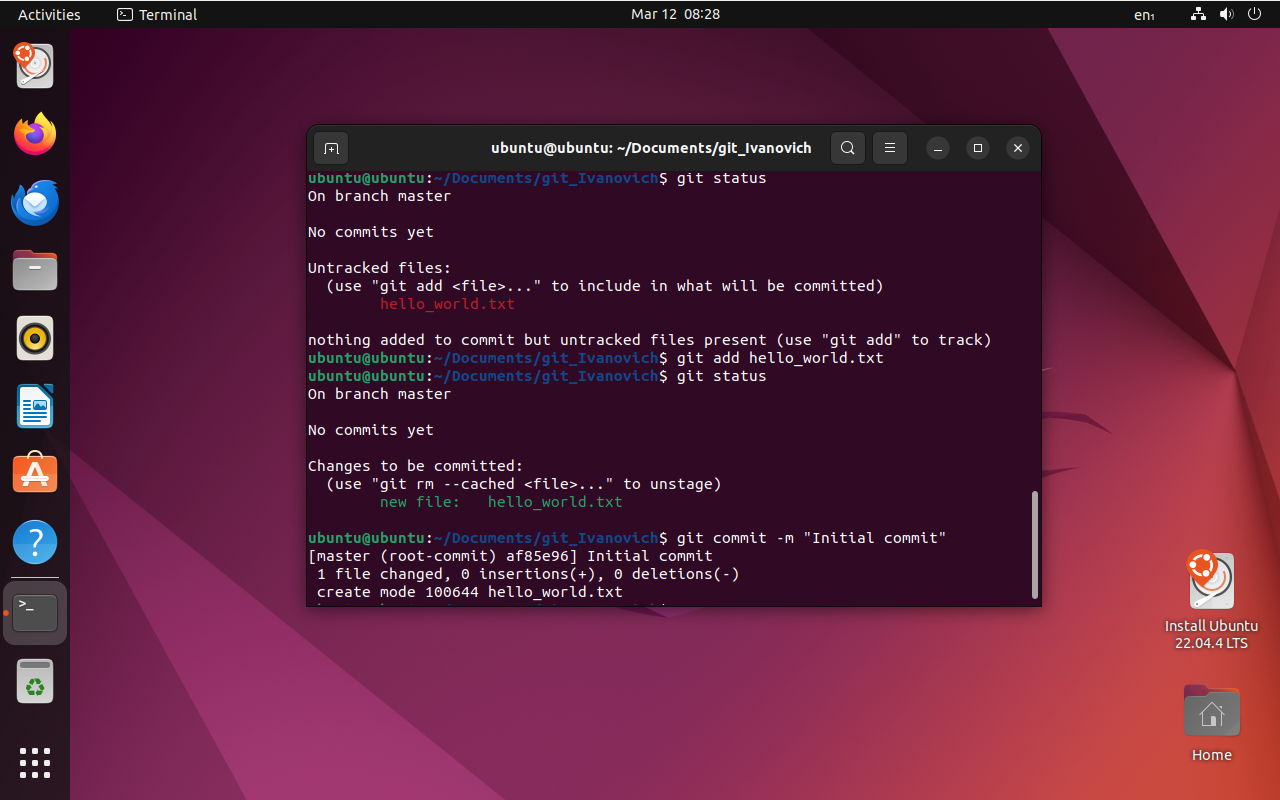 Activities
Terminal
Mar 12 08:28
en₁
ubuntu@ubuntu: ~/Documents/git_Ivanovich
ubuntu@ubuntu:~/Documents/git_Ivanovich$ git status
On branch master
No commits yet
Untracked files:
  (use "git add <file>..." to include in what will be committed)
        hello_world.txt
nothing added to commit but untracked files present (use "git add" to track)
ubuntu@ubuntu:~/Documents/git_Ivanovich$ git add hello_world.txt
ubuntu@ubuntu:~/Documents/git_Ivanovich$ git status
On branch master
No commits yet
Changes to be committed:
  (use "git rm --cached <file>..." to unstage)
        new file:   hello_world.txt
ubuntu@ubuntu:~/Documents/git_Ivanovich$ git commit -m "Initial commit"
[master (root-commit) af85e96] Initial commit
 1 file changed, 0 insertions(+), 0 deletions(-)
 create mode 100644 hello_world.txt
Install Ubuntu
22.04.4 LTS
Home